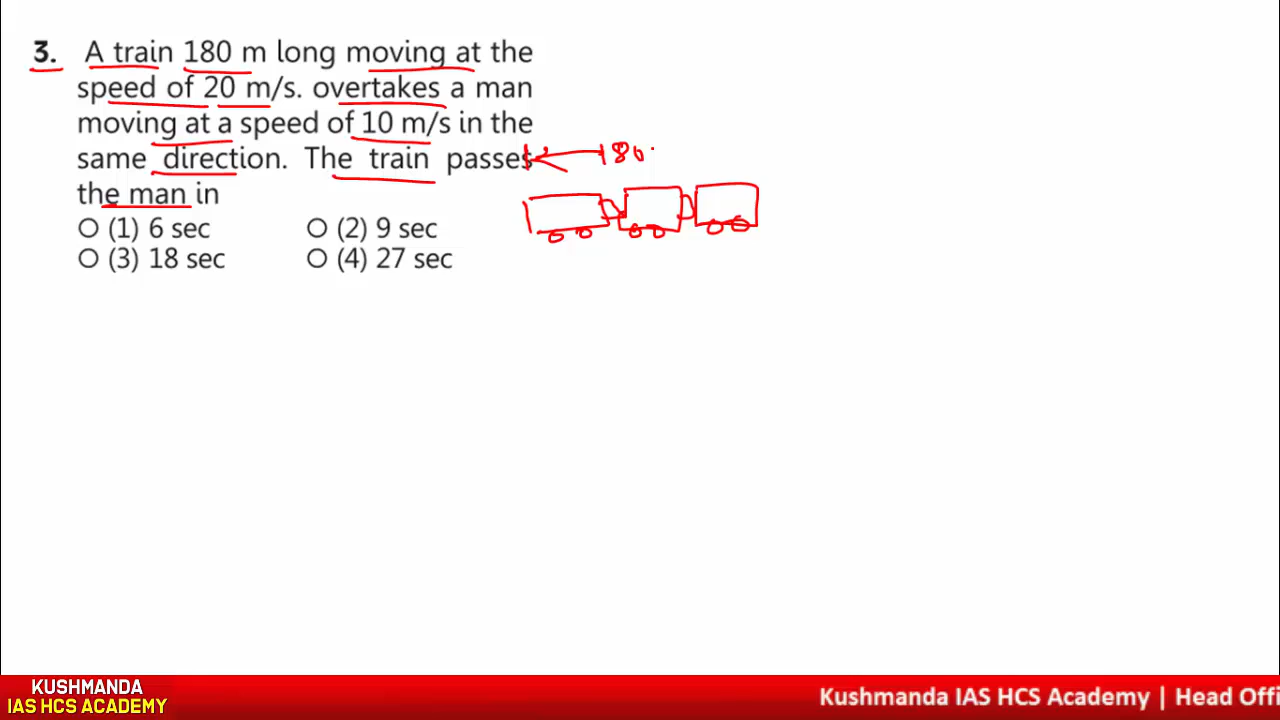 3. A train 180 m long moving at the
speed of 20 m/s. overtakes a man
moving at a speed of 10 m/s in the
same direction. The train passes
the man in
(1) 6 sec (2) 9 sec
(3) 18 sec (4) 27 sec
180
KUSHMANDA
IAS HCS ACADEMY
Kushmanda IAS HCS Academy | Head Offi